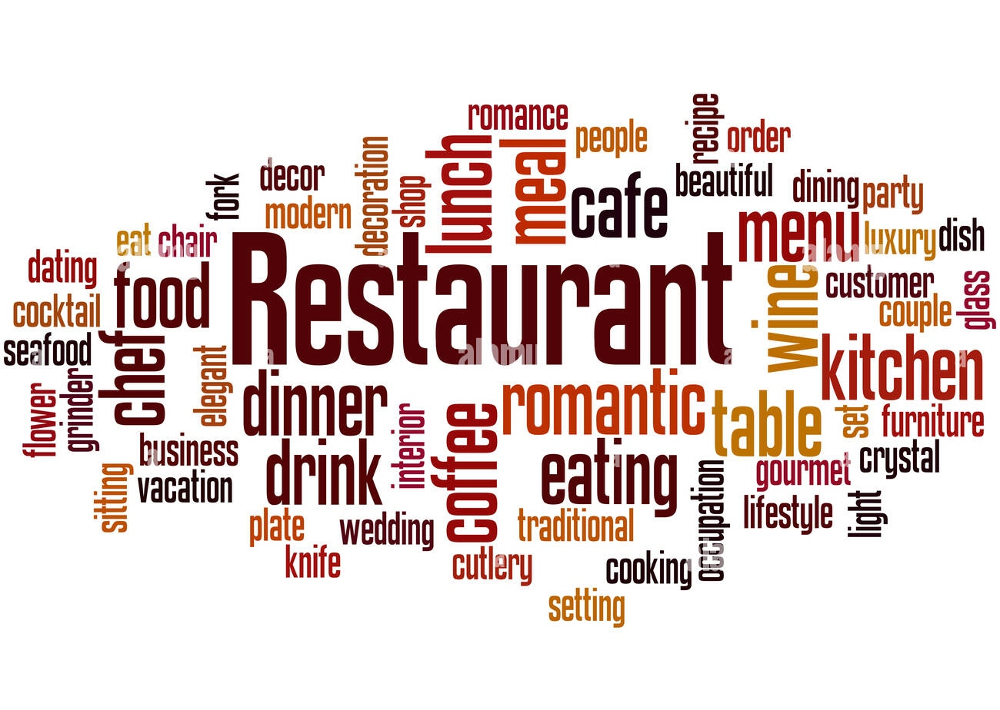 romance
recipe
people
order
lunch
meal
decoration
decor
beautiful
fork
shop
cafe
dining
party
modern
menu
eat
chair
luxury
dish
Restaurant
dating
food
wine
customer
glass
cocktail
couple
seafood
chef
kitchen
elegant
dinner
romantic
flower
grinder
table
set
furniture
interior
coffee
business
drink
eating
crystal
gourmet
sitting
vacation
occupation
lifestyle
light
plate
wedding
traditional
knife
cutlery
cooking
setting
alamy
alamy
alamy
a
a
a
a
a
a